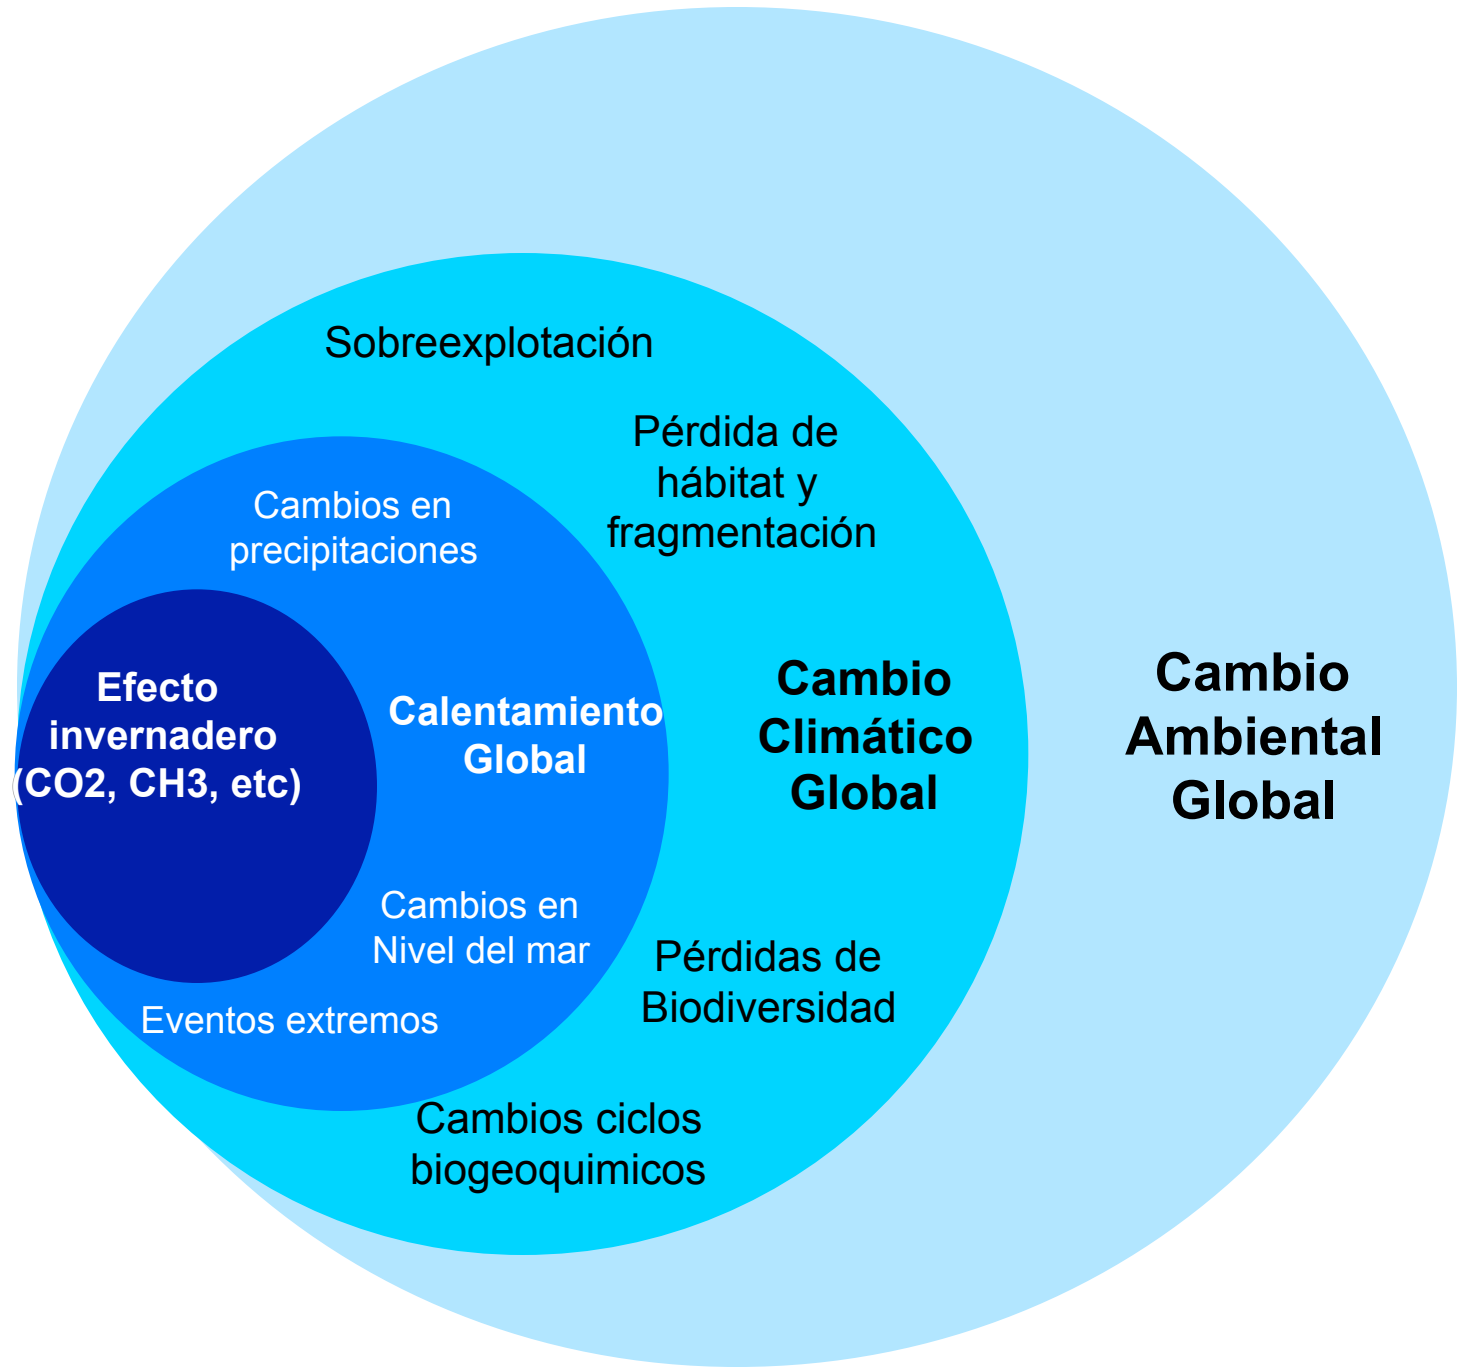 Sobreexplotación
Pérdida de
hábitat y
fragmentación
Cambios en
precipitaciones
Efecto
invernadero
(CO2, CH3, etc)
Calentamiento
Global
Cambio
Climático
Global
Cambio
Ambiental
Global
Cambios en
Nivel del mar
Eventos extremos
Pérdidas de
Biodiversidad
Cambios ciclos
biogeoquimicos